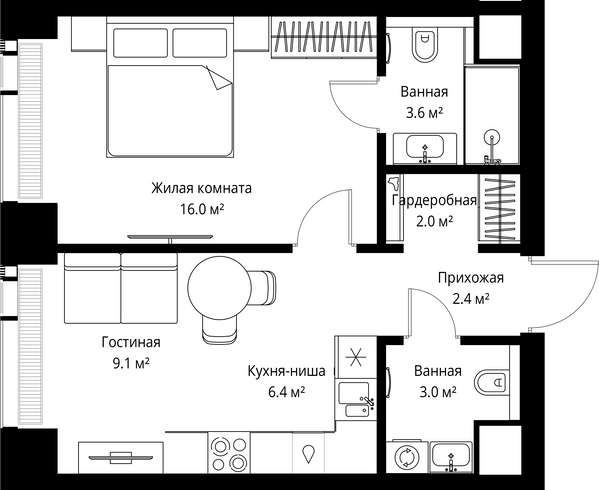 Ванная
3.6 м²
Жилая комната
16.0 м²
Гардеробная
2.0 м²
Прихожая
2.4 м²
Гостиная
9.1 м²
Кухня-ниша
6.4 м²
Ванная
3.0 м²